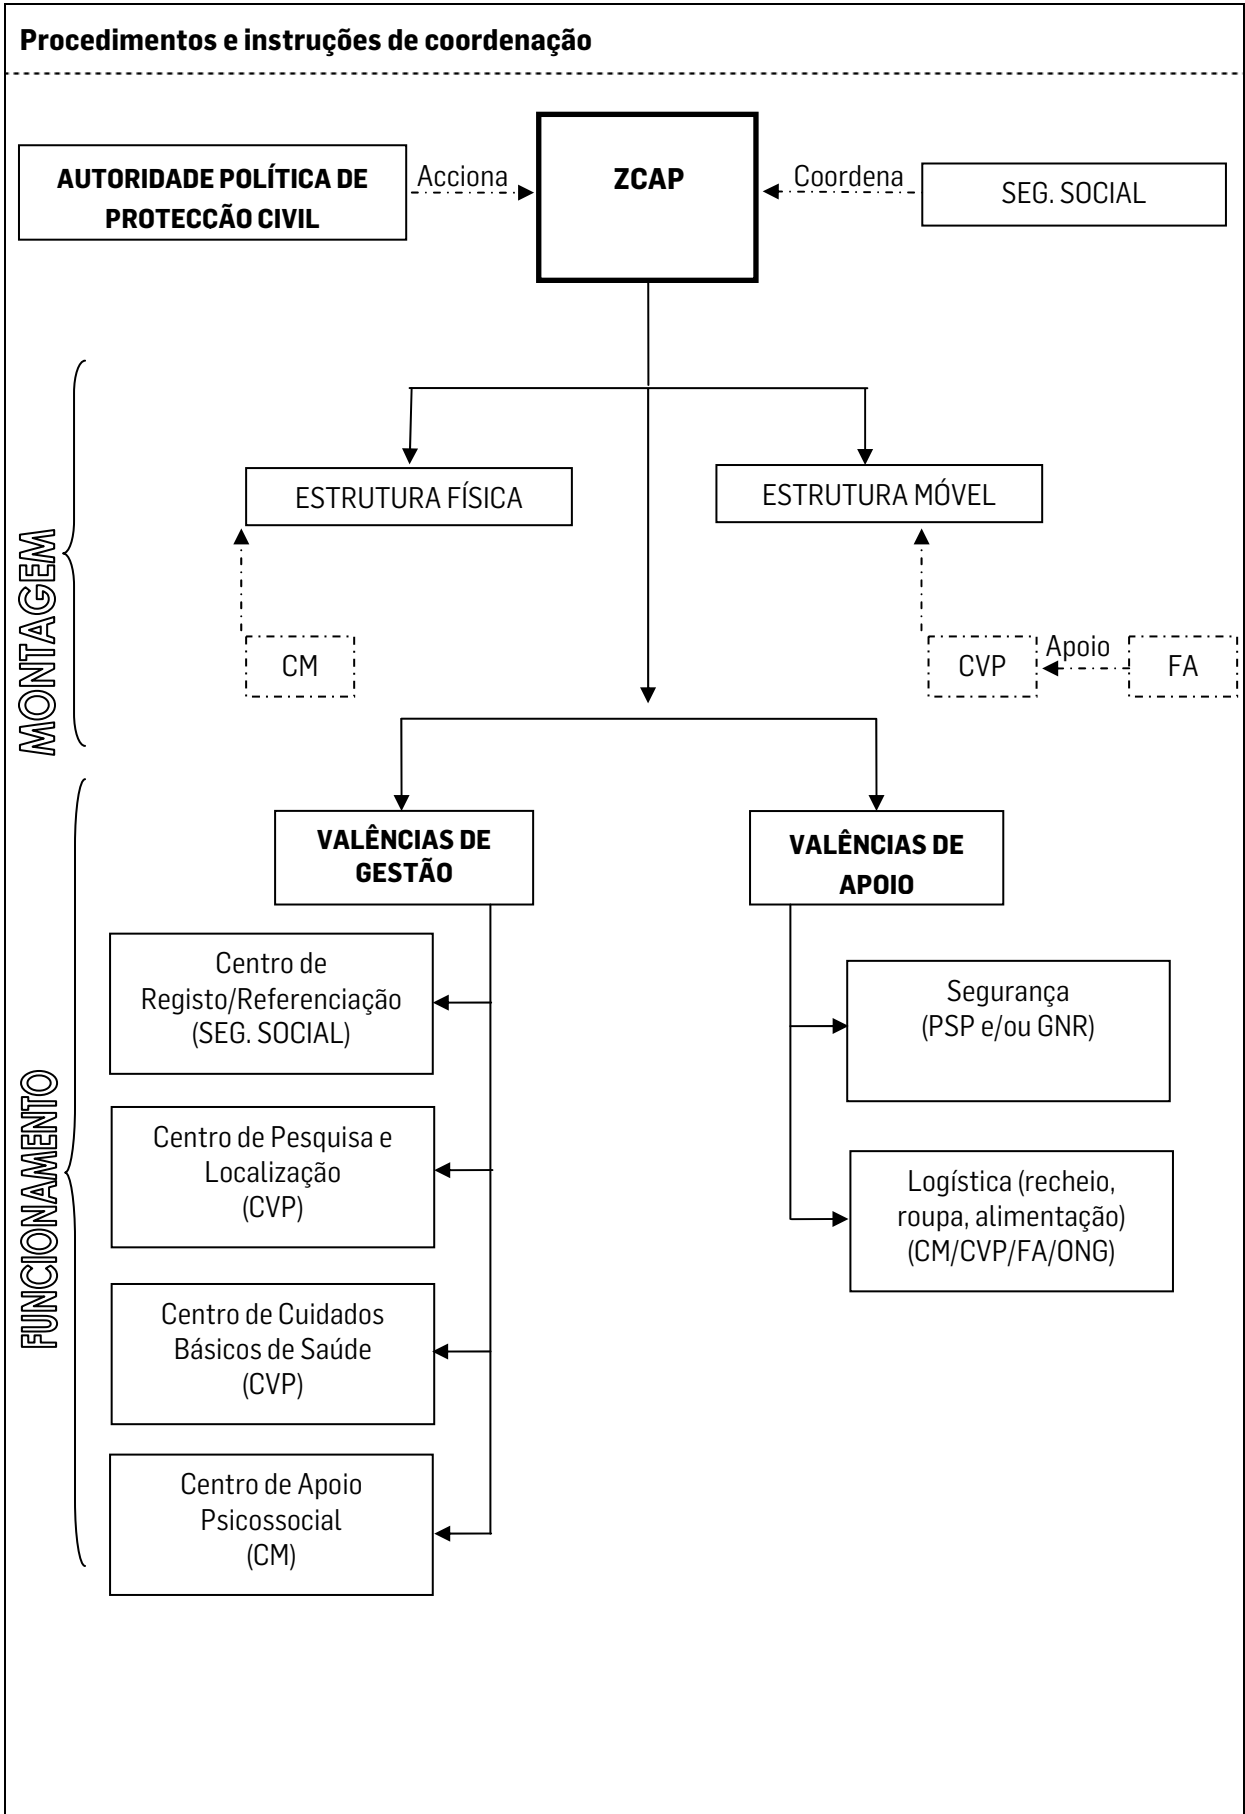 Procedimentos e instruções de coordenação
AUTORIDADE POLÍTICA DE
PROTECÇÃO CIVIL
Acciona
ZCAP
Coordena
SEG. SOCIAL
MONTAGEM
ESTRUTURA FÍSICA
ESTRUTURA MÓVEL
CM
CVP
Apoio
FA
FUNCIONAMENTO
VALÊNCIAS DE
GESTÃO
VALÊNCIAS DE
APOIO
Centro de
Registo/Referenciação
(SEG. SOCIAL)
Segurança
(PSP e/ou GNR)
Centro de Pesquisa e
Localização
(CVP)
Logística (recheio,
roupa, alimentação)
(CM/CVP/FA/ONG)
Centro de Cuidados
Básicos de Saúde
(CVP)
Centro de Apoio
Psicossocial
(CM)